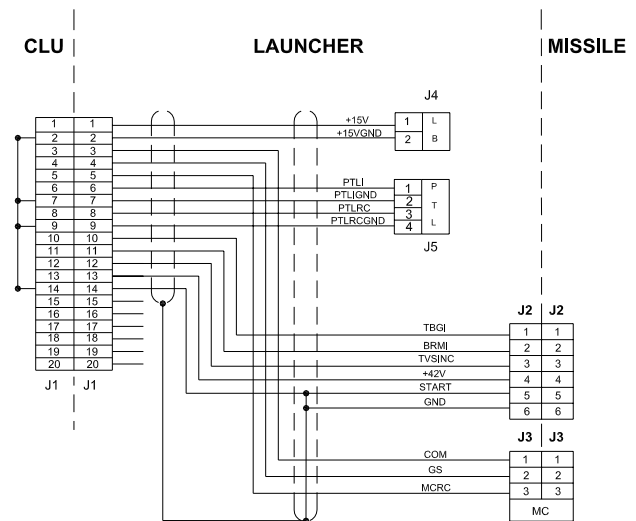 CLU LAUNCHER MISSILE
J4
+15V 1 L
+15VGND 2 B
1 1
2 2
3 3
4 4
5 5
6 6
7 7
8 8
9 9
10 10
11 11
12 12
13 13
14 14
15 15
16 16
17 17
18 18
19 19
20 20
J1 J1
PTLI 1 P
PTLIGND 2 T
PTLRC 3
PTLRCGND 4 L
J5
J2 J2
TBGI 1 1
BRMI 2 2
TVSINC 3 3
+42V 4 4
START 5 5
GND 6 6
J3 J3
COM 1 1
GS 2 2
MCRC 3 3
MC